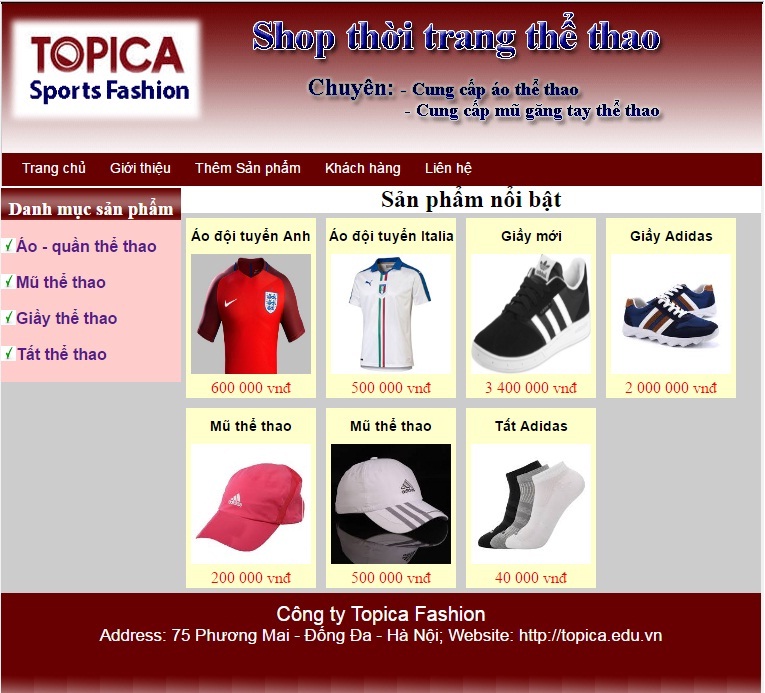 TOPICA
Sports Fashion
Shop thời trang thể thao
Chuyên: - Cung cấp áo thể thao
- Cung cấp mũ găng tay thể thao
Trang chủ Giới thiệu Thêm Sản phẩm Khách hàng Liên hệ
Danh mục sản phẩm
Sản phẩm nổi bật
Áo - quần thể thao
Mũ thể thao
Giầy thể thao
Tất thể thao
Áo đội tuyển Anh Áo đội tuyển Italia Giầy mới Giầy Adidas
600 000 vnđ 500 000 vnđ 3 400 000 vnđ 2 000 000 vnđ
Mũ thể thao Mũ thể thao Tất Adidas
adidas adidas
200 000 vnđ 500 000 vnđ 40 000 vnđ
Công ty Topica Fashion
Address: 75 Phương Mai - Đống Đa - Hà Nội; Website: http://topica.edu.vn